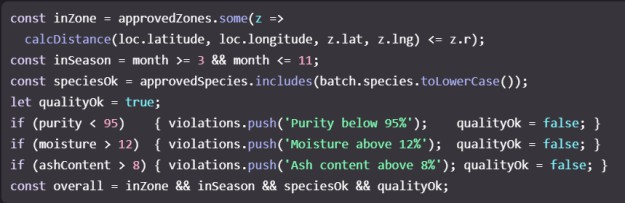 const inZone = approvedZones.some(z =>
  calcDistance(loc.latitude, loc.longitude, z.lat, z.lng) <= z.r);
const inSeason = month >= 3 && month <= 11;
const speciesOk = approvedSpecies.includes(batch.species.toLowerCase());
let qualityOk = true;
if (purity < 95)    { violations.push('Purity below 95%');    qualityOk = false; }
if (moisture > 12)  { violations.push('Moisture above 12%');  qualityOk = false; }
if (ashContent > 8) { violations.push('Ash content above 8%'); qualityOk = false; }
const overall = inZone && inSeason && speciesOk && qualityOk;